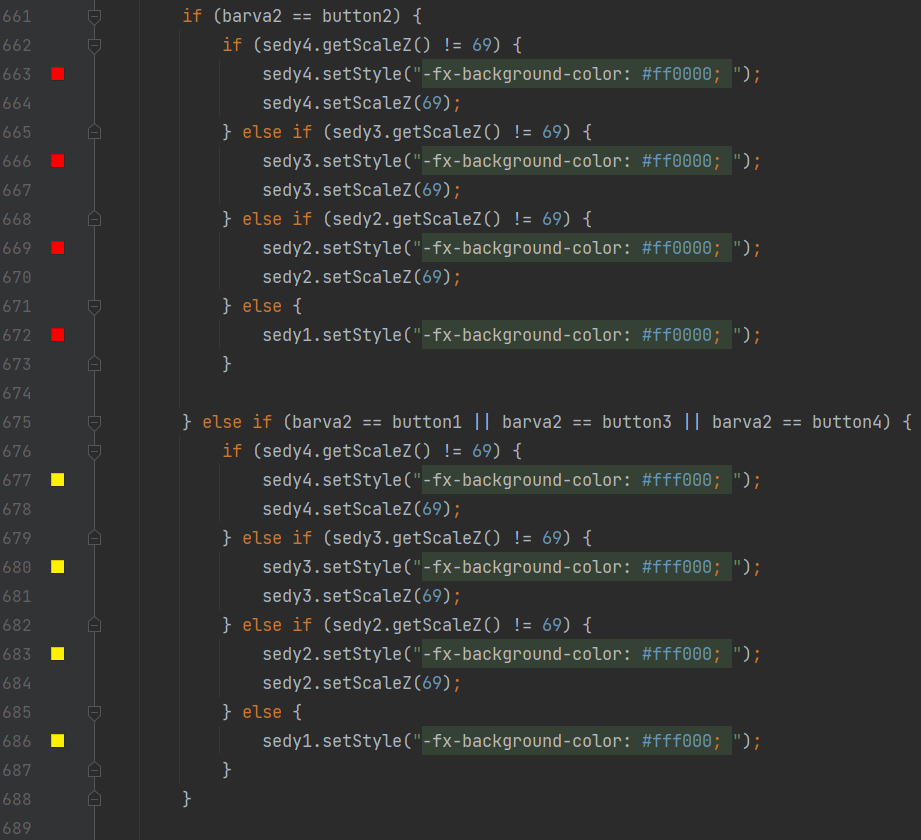 661 if (barva2 == button2) {
662 if (sedy4.getScaleZ() != 69) {
663 sedy4.setStyle("-fx-background-color: #ff0000; ");
664 sedy4.setScaleZ(69);
665 } else if (sedy3.getScaleZ() != 69) {
666 sedy3.setStyle("-fx-background-color: #ff0000; ");
667 sedy3.setScaleZ(69);
668 } else if (sedy2.getScaleZ() != 69) {
669 sedy2.setStyle("-fx-background-color: #ff0000; ");
670 sedy2.setScaleZ(69);
671 } else {
672 sedy1.setStyle("-fx-background-color: #ff0000; ");
673 }
674
675 } else if (barva2 == button1 || barva2 == button3 || barva2 == button4) {
676 if (sedy4.getScaleZ() != 69) {
677 sedy4.setStyle("-fx-background-color: #fff000; ");
678 sedy4.setScaleZ(69);
679 } else if (sedy3.getScaleZ() != 69) {
680 sedy3.setStyle("-fx-background-color: #fff000; ");
681 sedy3.setScaleZ(69);
682 } else if (sedy2.getScaleZ() != 69) {
683 sedy2.setStyle("-fx-background-color: #fff000; ");
684 sedy2.setScaleZ(69);
685 } else {
686 sedy1.setStyle("-fx-background-color: #fff000; ");
687 }
688 }
689